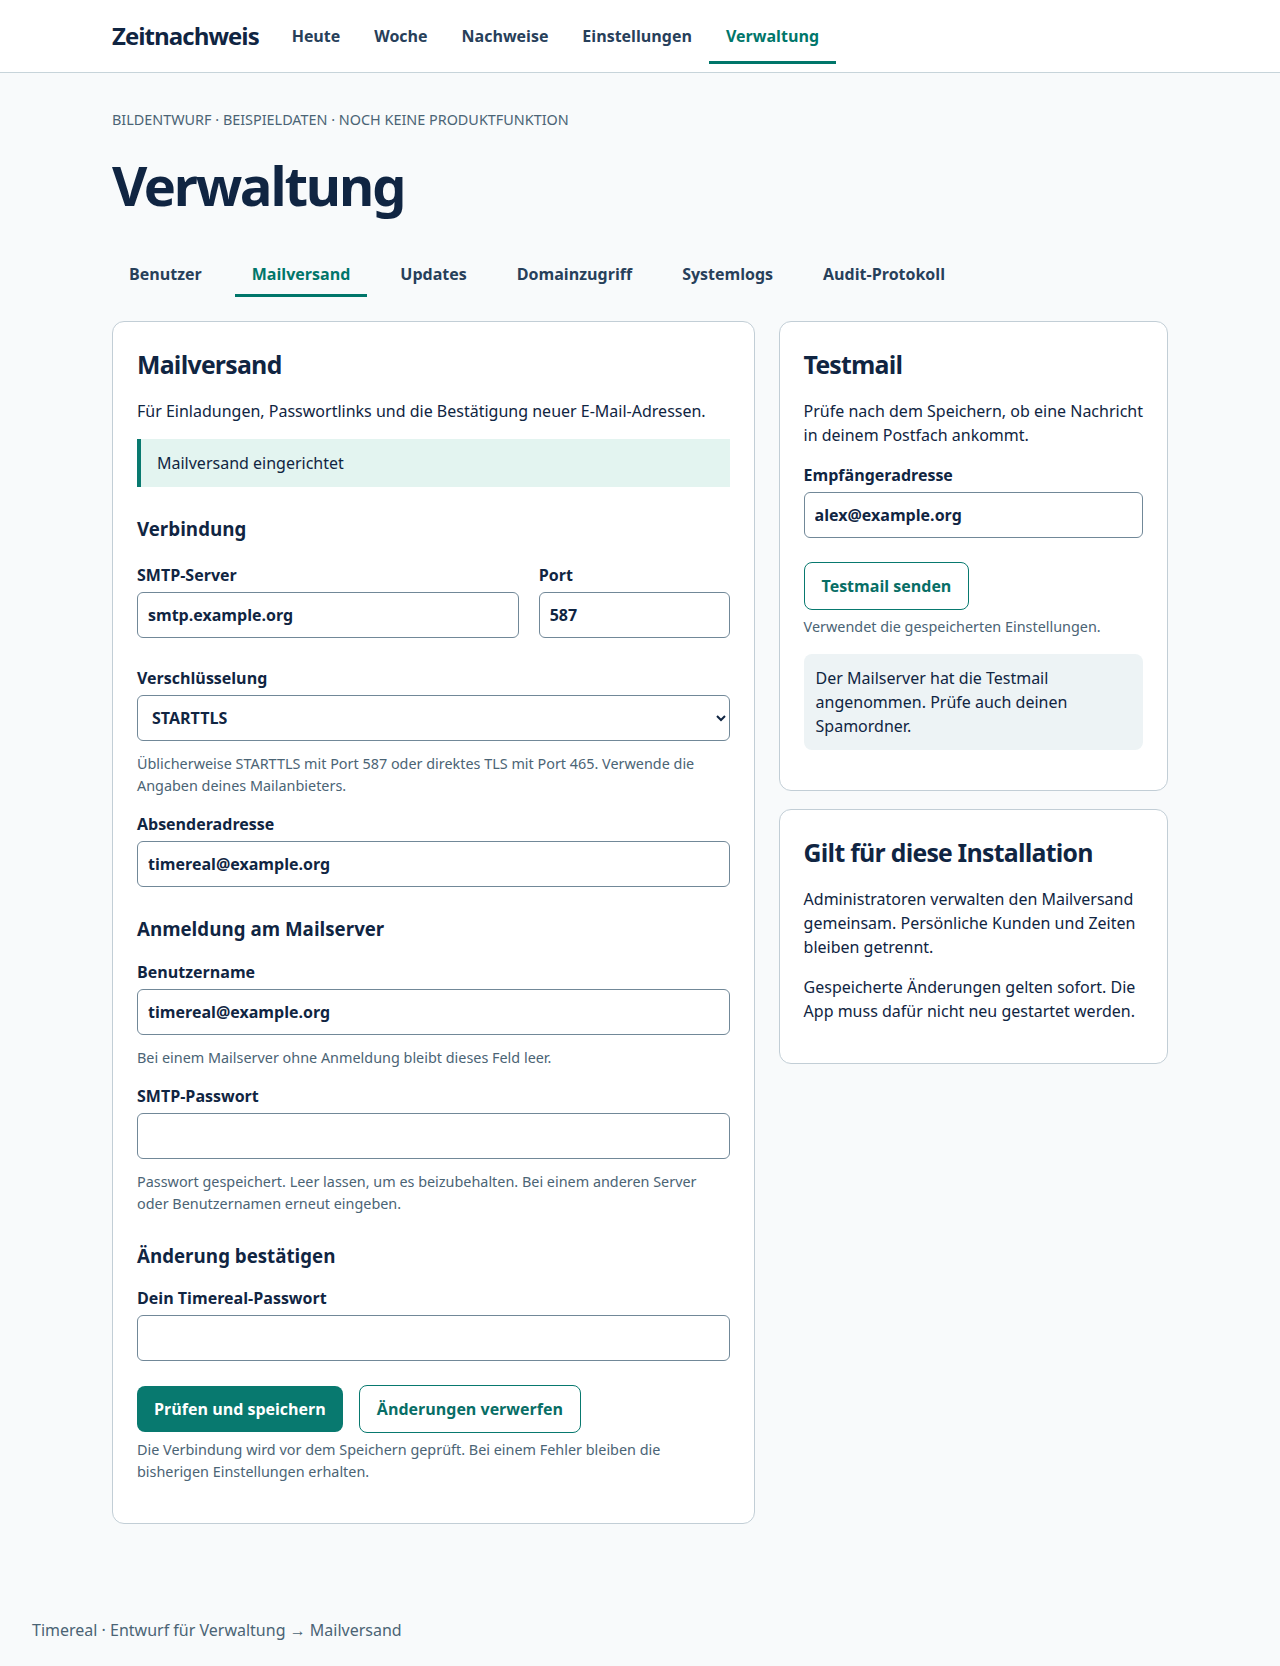 Zeitnachweis Heute Woche Nachweise Einstellungen Verwaltung
BILDENTWURF · BEISPIELDATEN · NOCH KEINE PRODUKTFUNKTION
Verwaltung
Benutzer Mailversand Updates Domainzugriff Systemlogs Audit-Protokoll
Mailversand
Für Einladungen, Passwortlinks und die Bestätigung neuer E-Mail-Adressen.
Mailversand eingerichtet
Verbindung
SMTP-Server Port
smtp.example.org 587
Verschlüsselung
STARTTLS
Üblicherweise STARTTLS mit Port 587 oder direktes TLS mit Port 465. Verwende die
Angaben deines Mailanbieters.
Absenderadresse
timereal@example.org
Anmeldung am Mailserver
Benutzername
timereal@example.org
Bei einem Mailserver ohne Anmeldung bleibt dieses Feld leer.
SMTP-Passwort
Passwort gespeichert. Leer lassen, um es beizubehalten. Bei einem anderen Server
oder Benutzernamen erneut eingeben.
Änderung bestätigen
Dein Timereal-Passwort
Prüfen und speichern Änderungen verwerfen
Die Verbindung wird vor dem Speichern geprüft. Bei einem Fehler bleiben die
bisherigen Einstellungen erhalten.
Testmail
Prüfe nach dem Speichern, ob eine Nachricht
in deinem Postfach ankommt.
Empfängeradresse
alex@example.org
Testmail senden
Verwendet die gespeicherten Einstellungen.
Der Mailserver hat die Testmail
angenommen. Prüfe auch deinen
Spamordner.
Gilt für diese Installation
Administratoren verwalten den Mailversand
gemeinsam. Persönliche Kunden und Zeiten
bleiben getrennt.
Gespeicherte Änderungen gelten sofort. Die
App muss dafür nicht neu gestartet werden.
Timereal · Entwurf für Verwaltung → Mailversand